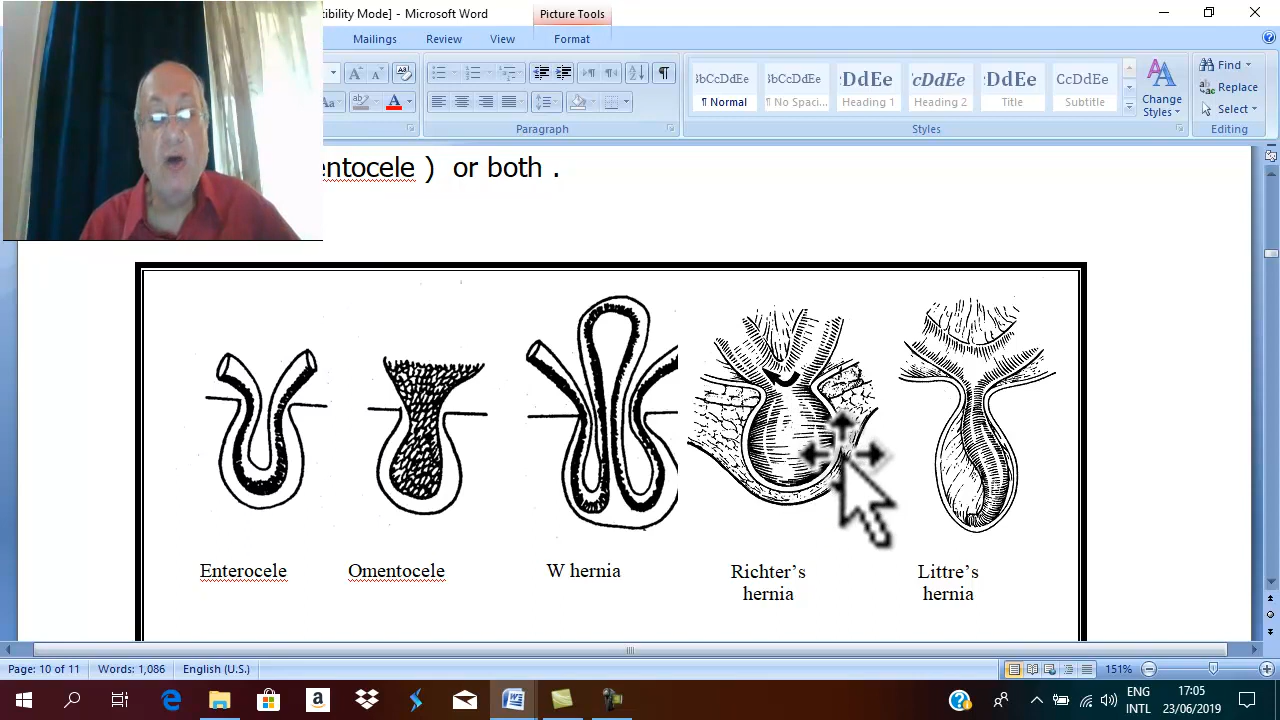 tibility Mode] - Microsoft Word
Picture Tools
Mailings
Review
View
Format
Find
Replace
Select
Change
Styles
¶ Normal
¶ No Spaci...
Heading 1
Heading 2
Title
Subtitle
Paragraph
Styles
Editing
entocele ) or both .
Enterocele
Omentocele
W hernia
Richter's
hernia
Littre's
hernia
Page: 10 of 11
Words: 1,086
English (U.S.)
151%
ENG
INTL
17:05
23/06/2019